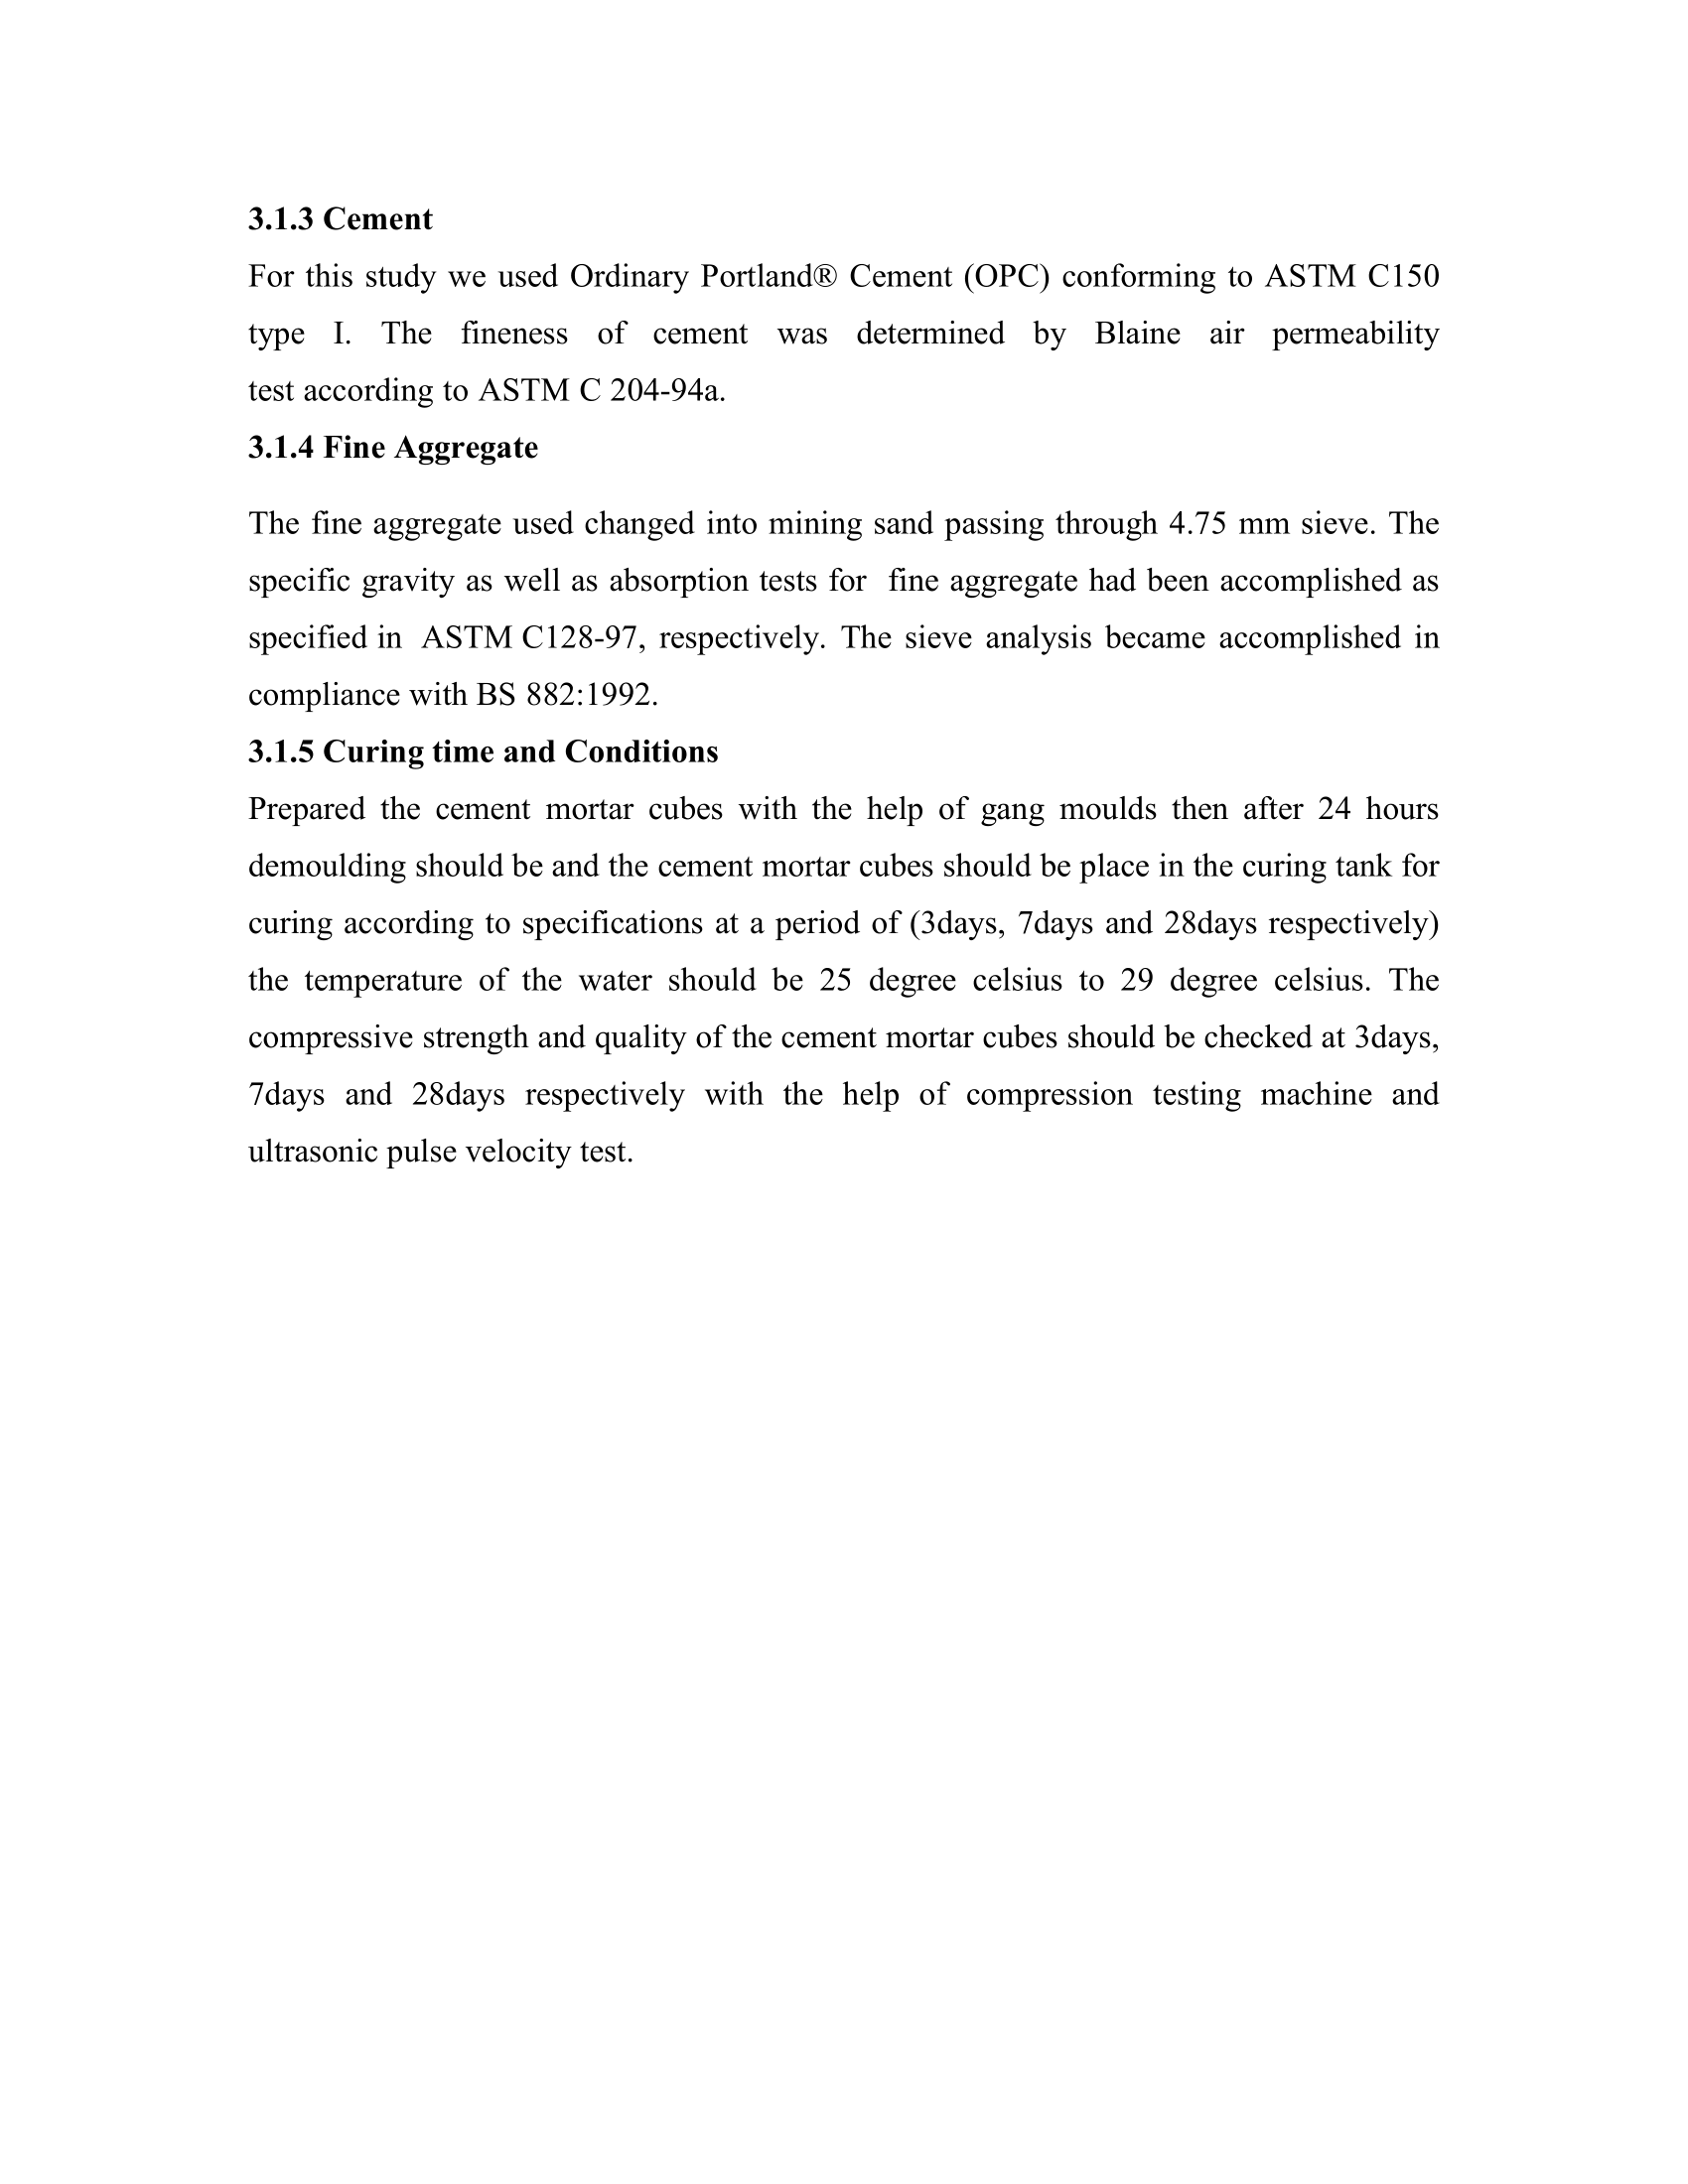 3.1.3 Cement
For this study we used Ordinary Portland® Cement (OPC) conforming to ASTM C150
type I. The fineness of cement was determined by Blaine air permeability
test according to ASTM C 204-94a.
3.1.4 Fine Aggregate
The fine aggregate used changed into mining sand passing through 4.75 mm sieve. The
specific gravity as well as absorption tests for  fine aggregate had been accomplished as
specified in  ASTM C128-97, respectively. The sieve analysis became accomplished in
compliance with BS 882:1992.
3.1.5 Curing time and Conditions
Prepared the cement mortar cubes with the help of gang moulds then after 24 hours
demoulding should be and the cement mortar cubes should be place in the curing tank for
curing according to specifications at a period of (3days, 7days and 28days respectively)
the temperature of the water should be 25 degree celsius to 29 degree celsius. The
compressive strength and quality of the cement mortar cubes should be checked at 3days,
7days and 28days respectively with the help of compression testing machine and
ultrasonic pulse velocity test.